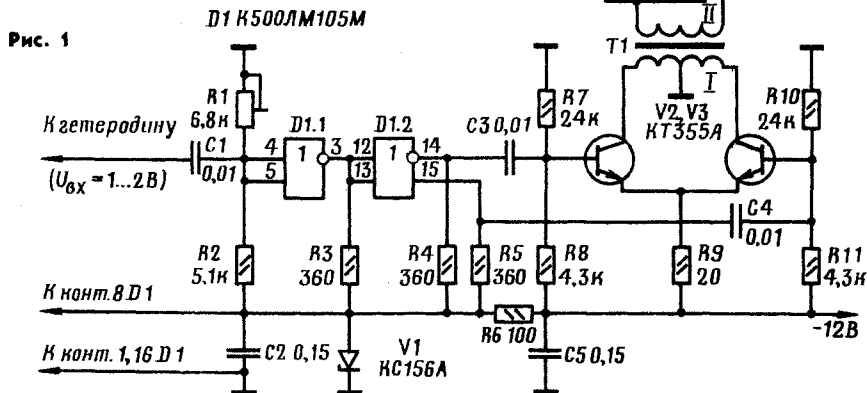 D1 К500ЛМ105М
Рис. 1
II
T1
I
R1
6,8к
R7
24к
V2, V3
КТ355А
R10
24к
К гетеродину
C1
0,01
(Uвх = 1...2В)
D1.1
D1.2
C3 0,01
4
5
1
3
12
13
1
14
15
C4
0,01
R2
5,1к
R3
360
R4
360
R5
360
R8
4,3к
R9
20
R11
4,3к
К конт. 8 D1
R6 100
-12В
К конт. 1, 16 D1
C2 0,15
V1
КС156А
C5 0,15